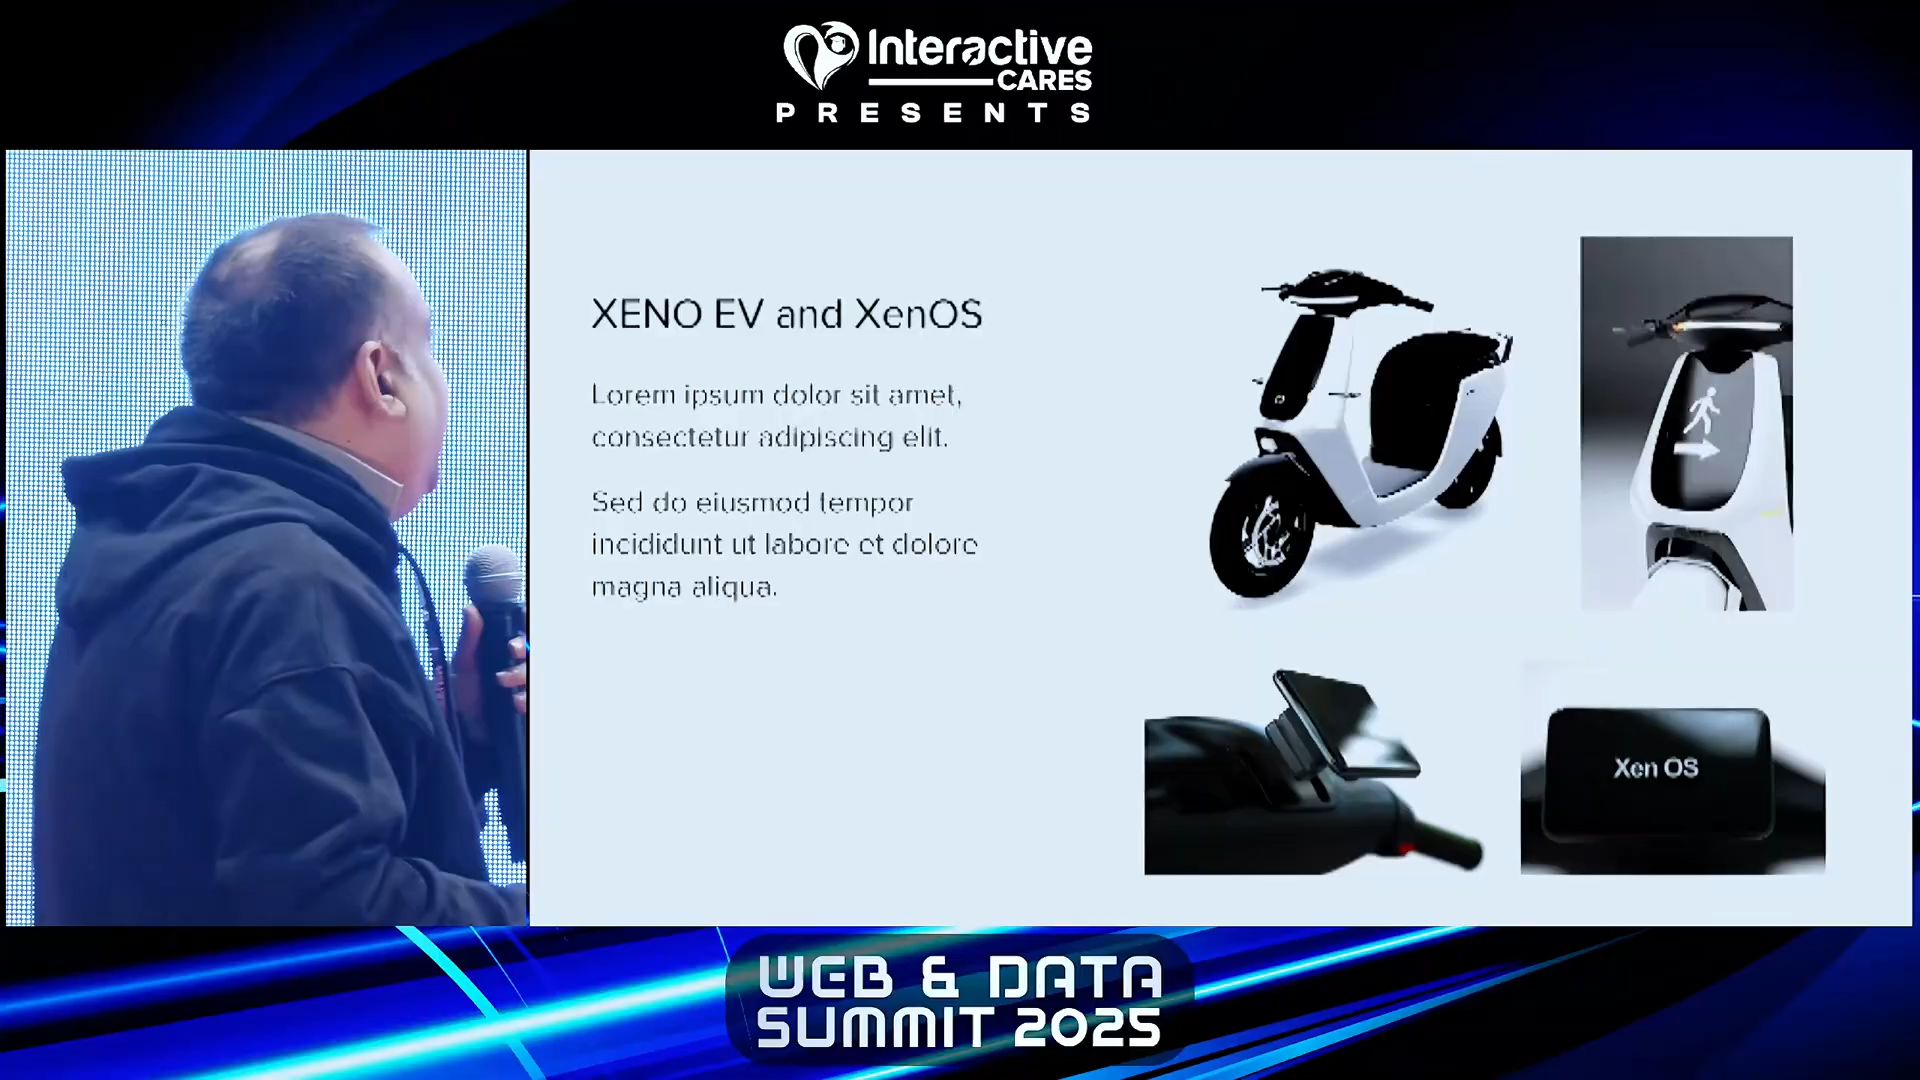 Interactive
CARES
PRESENTS
XENO EV and XenOS
Lorem ipsum dolor sit amet,
consectetur adipiscing elit.
Sed do eiusmod tempor
incididunt ut labore et dolore
magna aliqua.
Xen OS
WEB & DATA
SUMMIT 2025